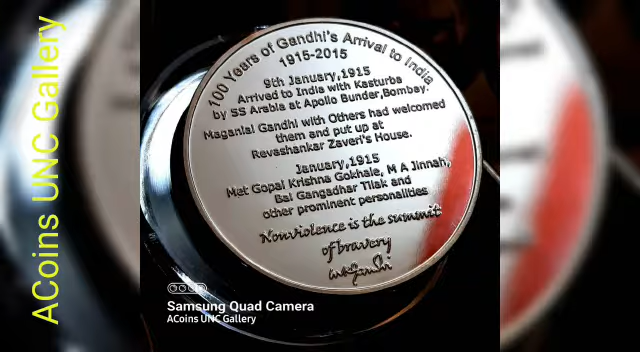 ACoins UNC Gallery
100 Years of Gandhi's Arrival to India
1915-2015
9th January,1915
Arrived to India with Kasturba
by SS Arabia at Apollo Bunder,Bombay.
Maganlal Gandhi with Others had welcomed
them and put up at
Revashankar Zaveri's House.
January,1915
Met Gopal Krishna Gokhale, M A Jinnah,
Bal Gangadhar Tilak and
other prominent personalities
Nonviolence is the summit
of bravery
MKGandhi
Samsung Quad Camera
ACoins UNC Gallery